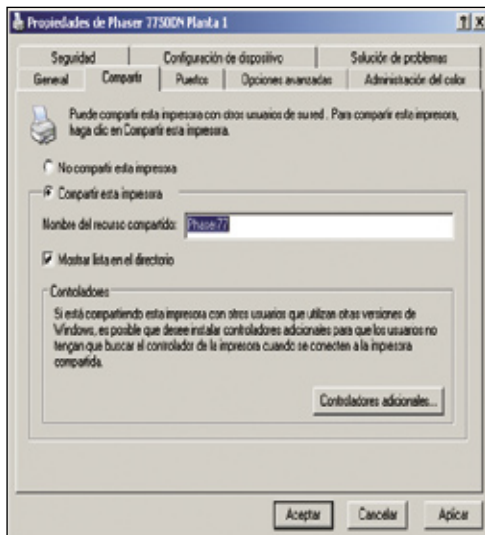 Propiedades de Phaser 7750DN Planta 1
Seguridad Configuración de dispositivo Solución de problemas
General Compartir Puertos Opciones avanzadas Administración del color
Puede compartir esta impresora con otros usuarios de su red. Para compartir esta impresora,
haga clic en Compartir esta impresora.
No compartir esta impresora
Compartir esta impresora
Nombre del recurso compartido: Phaser77
Mostrar lista en el directorio
Controladores
Si está compartiendo esta impresora con otros usuarios que utilizan otras versiones de
Windows, es posible que desee instalar controladores adicionales para que los usuarios no
tengan que buscar el controlador de la impresora cuando se conecten a la impresora
compartida.
Controladores adicionales...
Aceptar Cancelar Aplicar